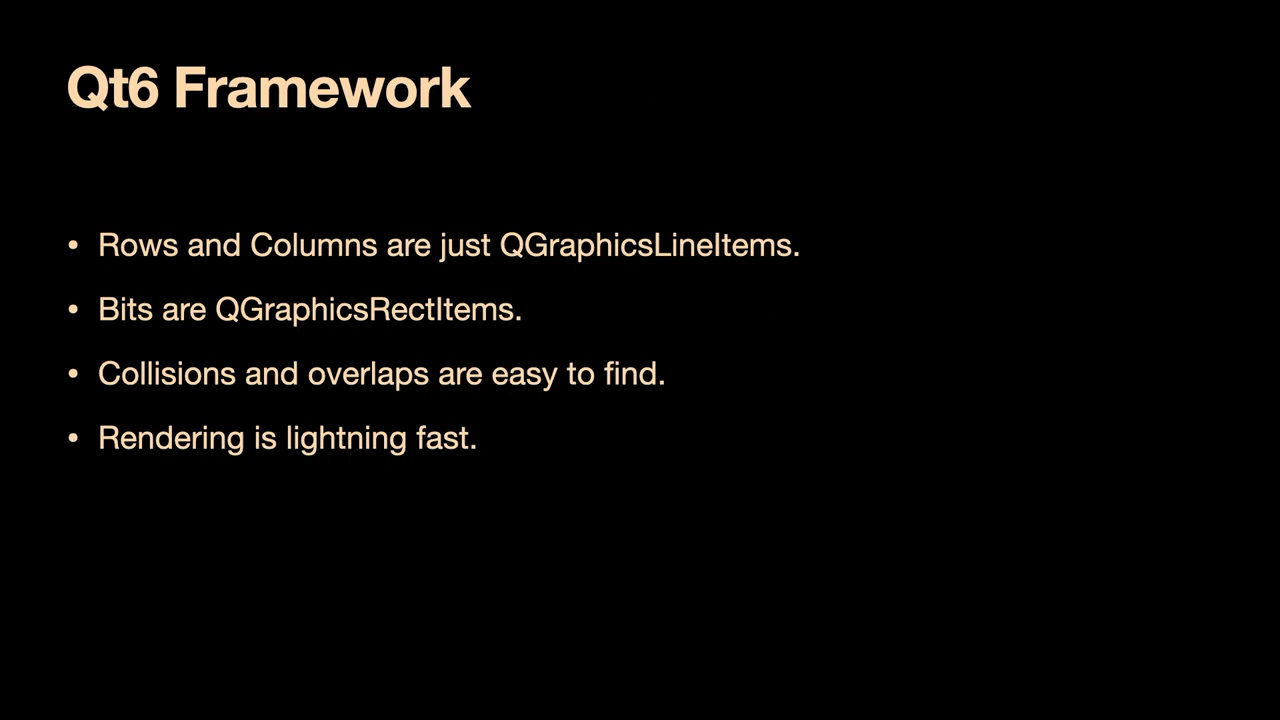 Qt6 Framework
• Rows and Columns are just QGraphicsLineItems.
• Bits are QGraphicsRectItems.
• Collisions and overlaps are easy to find.
• Rendering is lightning fast.